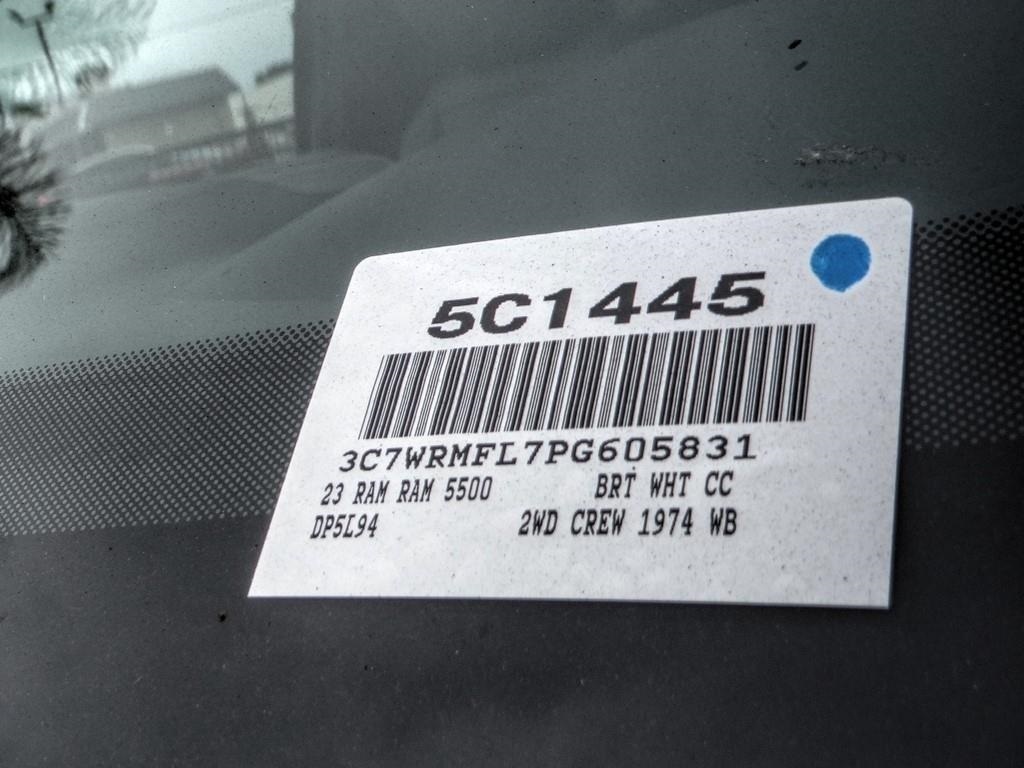 5C1445
3C7WRMFL7PG605831
23 RAM RAM 5500 BRT WHT CC
DP5L94 2WD CREW 1974 WB